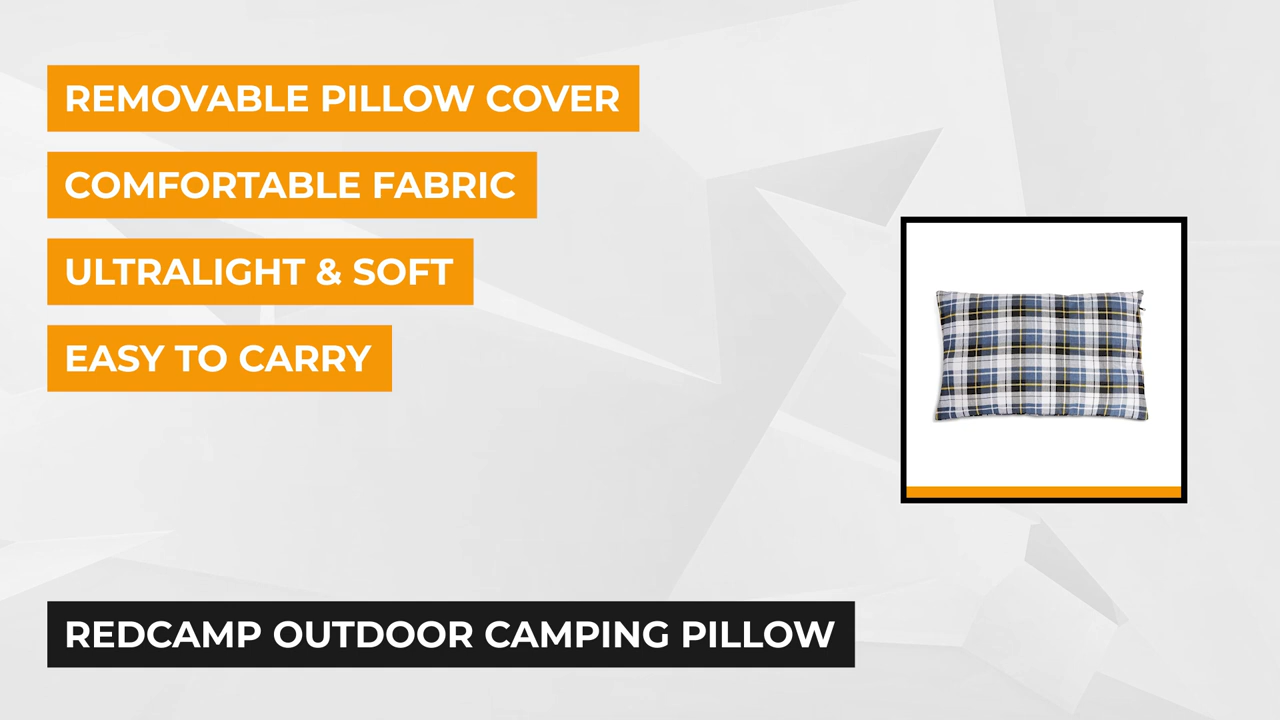 REMOVABLE PILLOW COVER
COMFORTABLE FABRIC
ULTRALIGHT & SOFT
EASY TO CARRY
REDCAMP OUTDOOR CAMPING PILLOW